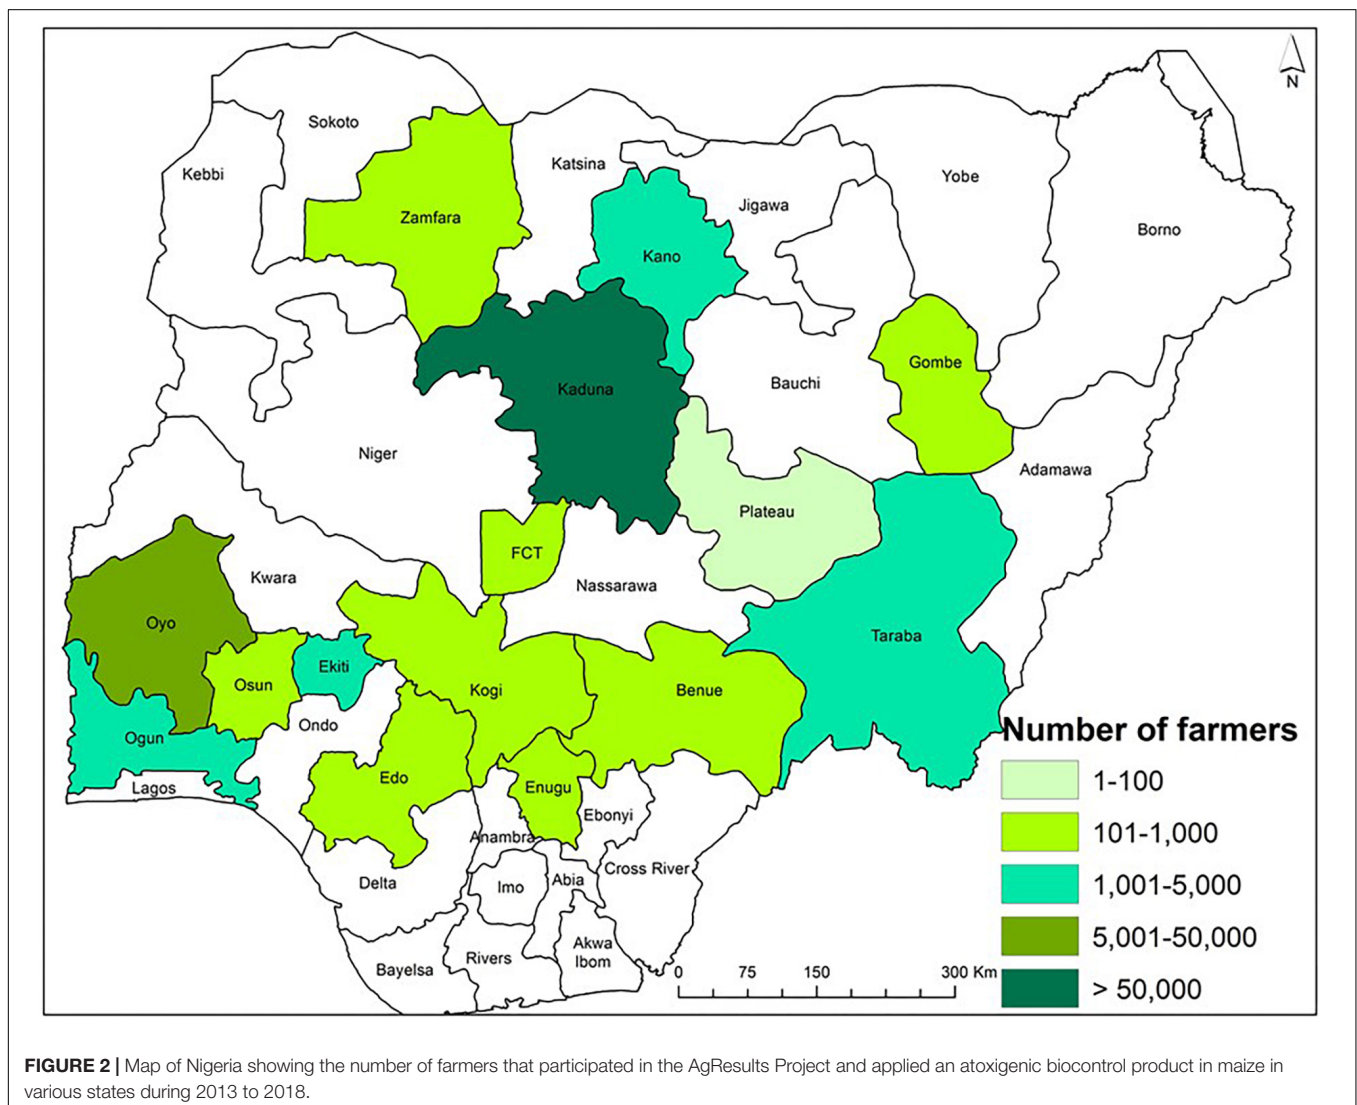 N
Sokoto
Kebbi
Katsina
Yobe
Jigawa
Zamfara
Borno
Kano
Gombe
Kaduna
Bauchi
Niger
Adamawa
Plateau
FCT
Kwara
Nassarawa
Oyo
Taraba
Ekiti
Osun
Kogi
Benue
Ondo
Ogun
Edo
Lagos
Enugu
Ebonyi
Anambra
Cross River
Delta
Imo
Abia
Akwa
Ibom
Rivers
Bayelsa
0 75 150 300 Km
Number of farmers
1-100
101-1,000
1,001-5,000
5,001-50,000
> 50,000
FIGURE 2 | Map of Nigeria showing the number of farmers that participated in the AgResults Project and applied an atoxigenic biocontrol product in maize in
various states during 2013 to 2018.